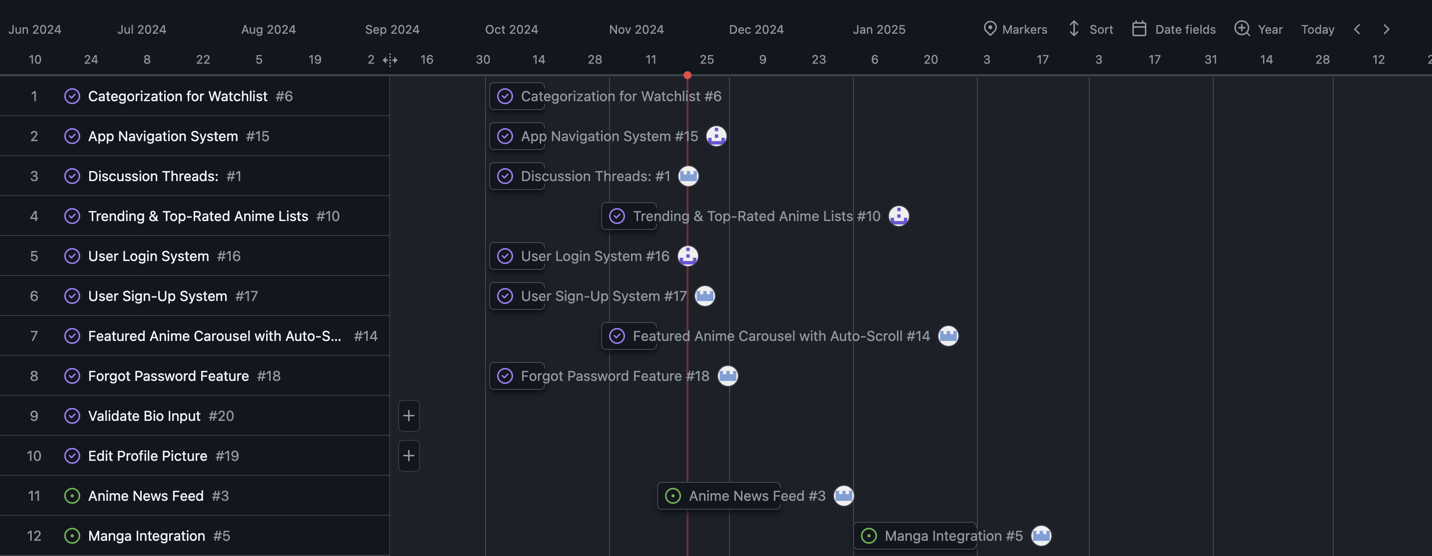 Jun 2024 Jul 2024 Aug 2024 Sep 2024 Oct 2024 Nov 2024 Dec 2024 Jan 2025 Markers Sort Date fields Year Today
10 24 8 22 5 19 2 16 30 14 28 11 25 9 23 6 20 3 17 3 17 31 14 28 12
1 Categorization for Watchlist #6 Categorization for Watchlist #6
2 App Navigation System #15 App Navigation System #15
3 Discussion Threads: #1 Discussion Threads: #1
4 Trending & Top-Rated Anime Lists #10 Trending & Top-Rated Anime Lists #10
5 User Login System #16 User Login System #16
6 User Sign-Up System #17 User Sign-Up System #17
7 Featured Anime Carousel with Auto-S... #14 Featured Anime Carousel with Auto-Scroll #14
8 Forgot Password Feature #18 Forgot Password Feature #18
9 Validate Bio Input #20
10 Edit Profile Picture #19
11 Anime News Feed #3 Anime News Feed #3
12 Manga Integration #5 Manga Integration #5